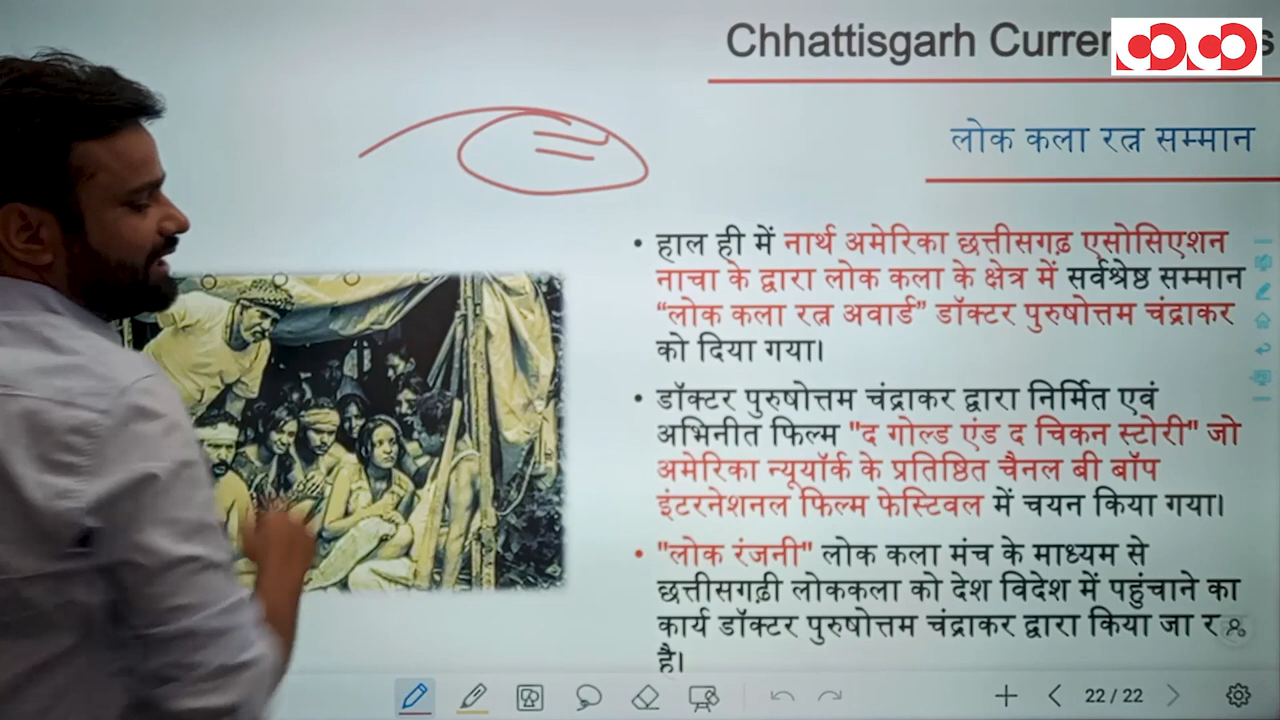 Chhattisgarh Curren
लोक कला रत्न सम्मान
• हाल ही में नार्थ अमेरिका छत्तीसगढ़ एसोसिएशन
नाचा के द्वारा लोक कला के क्षेत्र में सर्वश्रेष्ठ सम्मान
“लोक कला रत्न अवार्ड” डॉक्टर पुरुषोत्तम चंद्राकर
को दिया गया।
• डॉक्टर पुरुषोत्तम चंद्राकर द्वारा निर्मित एवं
अभिनीत फिल्म "द गोल्ड एंड द चिकन स्टोरी" जो
अमेरिका न्यूयॉर्क के प्रतिष्ठित चैनल बी बॉप
इंटरनेशनल फिल्म फेस्टिवल में चयन किया गया।
• "लोक रंजनी" लोक कला मंच के माध्यम से
छत्तीसगढ़ी लोककला को देश विदेश में पहुंचाने का
कार्य डॉक्टर पुरुषोत्तम चंद्राकर द्वारा किया जा र
है।
22 / 22